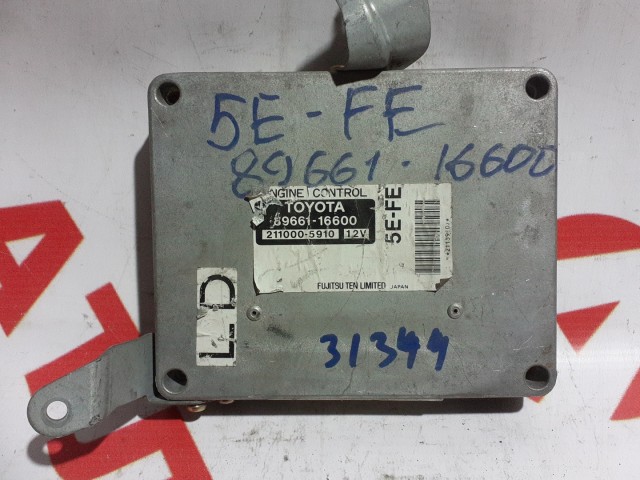 5E-FE
89661-16600
ENGINE CONTROL
TOYOTA
89661-16600
211000-5910 12V
5E-FE
FUJITSU TEN LIMITED JAPAN
31344